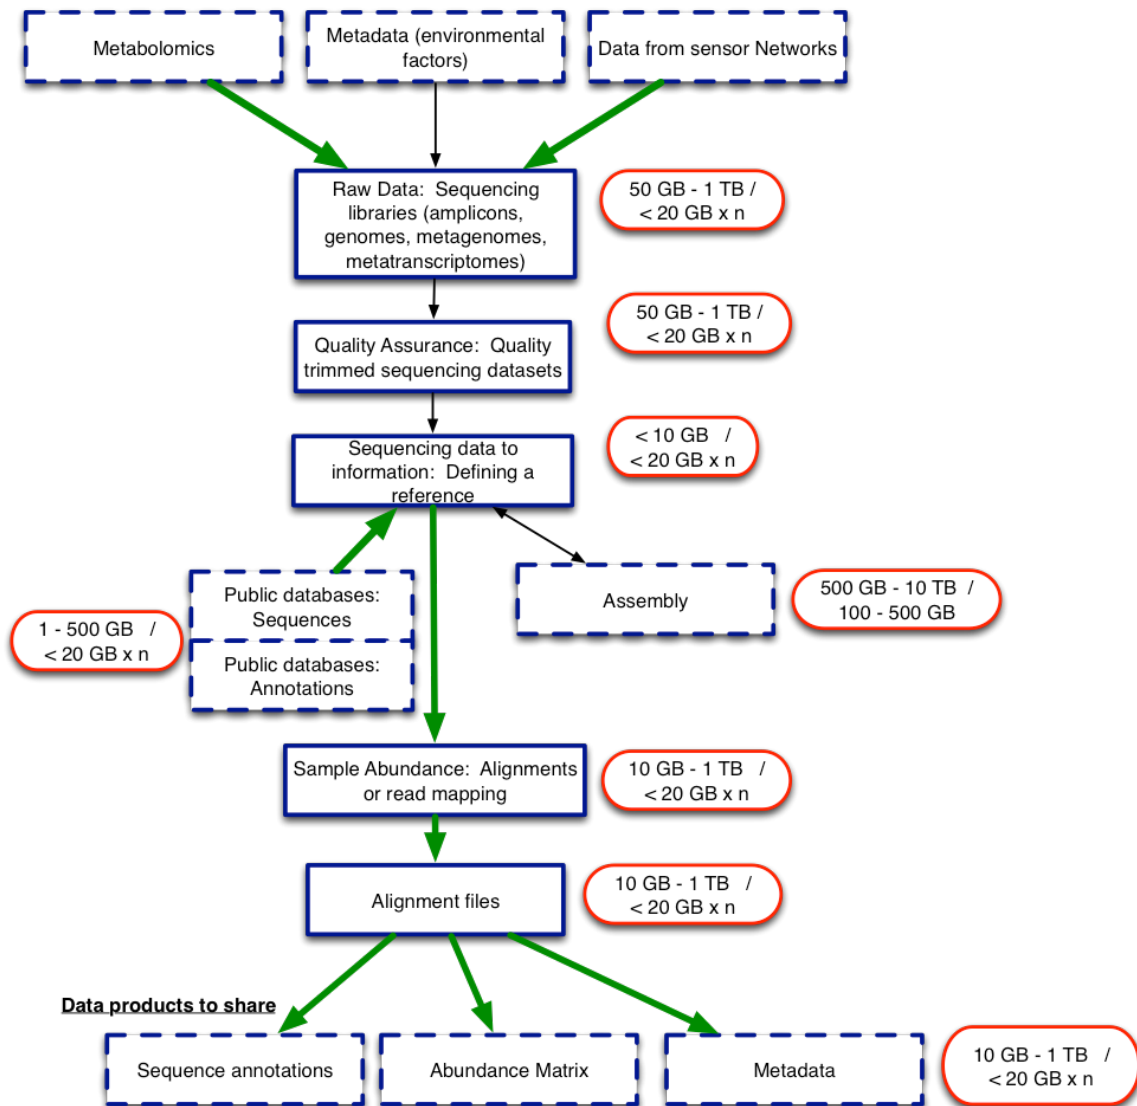 Metabolomics
Metadata (environmental
factors)
Data from sensor Networks
Raw Data:  Sequencing
libraries (amplicons,
genomes, metagenomes,
metatranscriptomes)
50 GB - 1 TB /
< 20 GB x n
Quality Assurance:  Quality
trimmed sequencing datasets
50 GB - 1 TB /
< 20 GB x n
Sequencing data to
information:  Defining a
reference
< 10 GB   /
< 20 GB x n
Public databases:
Sequences
Public databases:
Annotations
1 - 500 GB   /
< 20 GB x n
Assembly
500 GB - 10 TB  /
100 - 500 GB
Sample Abundance:  Alignments
or read mapping
10 GB - 1 TB   /
< 20 GB x n
Alignment files
10 GB - 1 TB   /
< 20 GB x n
Data products to share
Sequence annotations
Abundance Matrix
Metadata
10 GB - 1 TB   /
< 20 GB x n